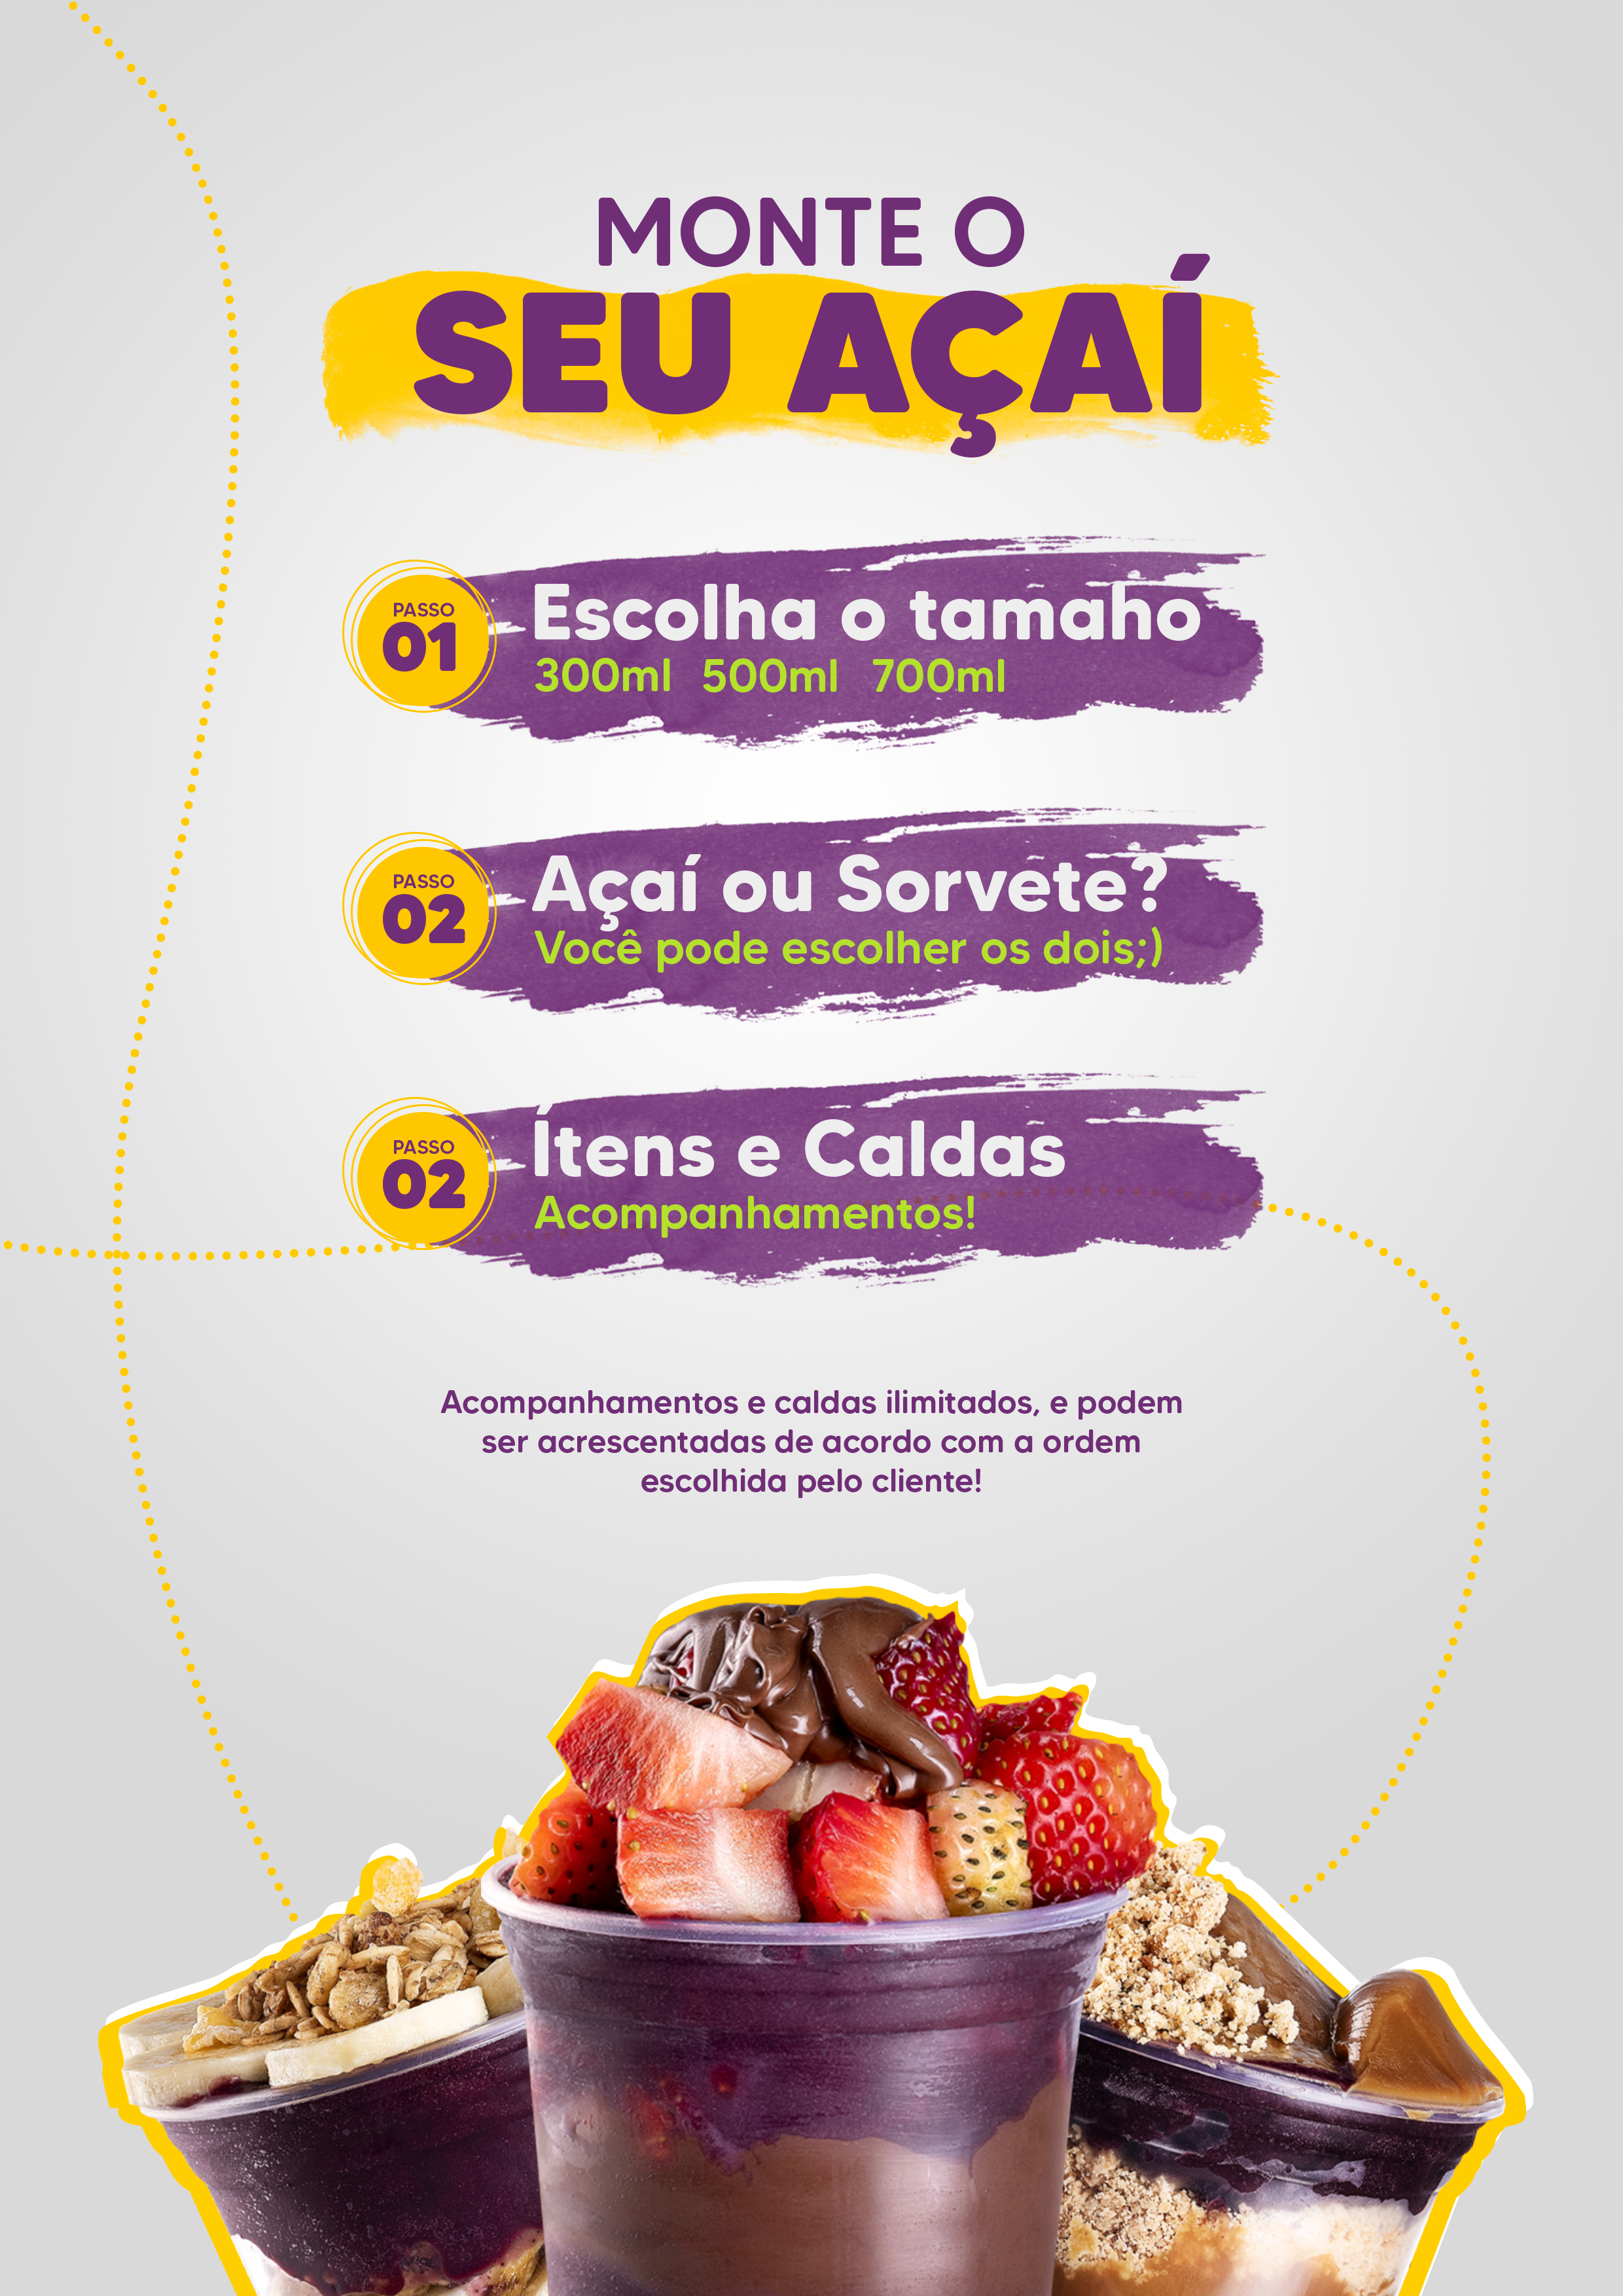 MONTE O
SEU AÇAÍ
PASSO
01
Escolha o tamaho
300ml 500ml 700ml
PASSO
02
Açaí ou Sorvete?
Você pode escolher os dois;)
PASSO
02
Ítens e Caldas
Acompanhamentos!
Acompanhamentos e caldas ilimitados, e podem
ser acrescentadas de acordo com a ordem
escolhida pelo cliente!